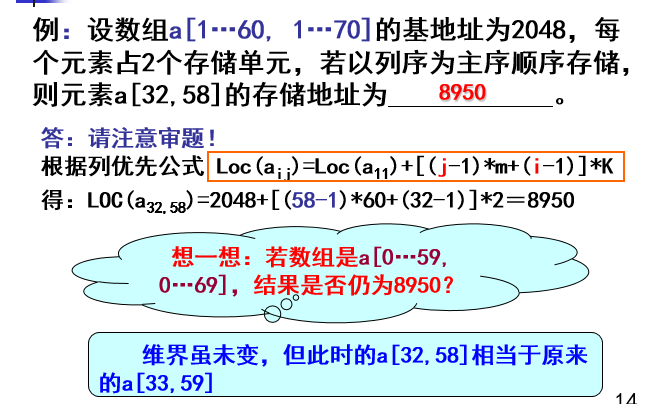 例：设数组a[1…60, 1…70]的基地址为2048，每
个元素占2个存储单元，若以列序为主序顺序存储，
则元素a[32,58]的存储地址为 8950 。
答：请注意审题！
根据列优先公式 Loc(aij)=Loc(a11)+[(j-1)*m+(i-1)]*K
得：LOC(a32,58)=2048+[(58-1)*60+(32-1)]*2＝8950
想一想：若数组是a[0…59,
0…69]，结果是否仍为8950？
维界虽未变，但此时的a[32,58]相当于原来
的a[33,59]
14